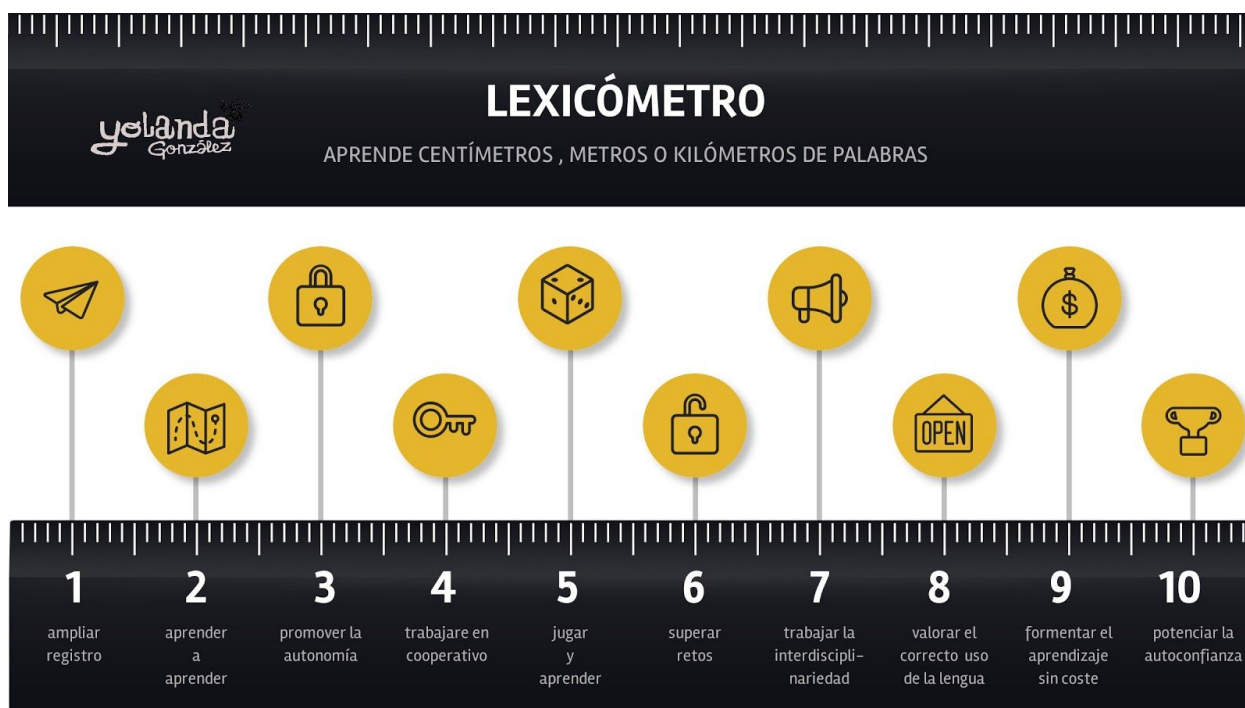 LEXICÓMETRO
yolanda
González
APRENDE CENTÍMETROS , METROS O KILÓMETROS DE PALABRAS
$
OPEN
1
ampliar
registro
2
aprender
a
aprender
3
promover la
autonomía
4
trabajare en
cooperativo
5
jugar
y
aprender
6
superar
retos
7
trabajar la
interdiscipli-
nariedad
8
valorar el
correcto uso
de la lengua
9
formentar el
aprendizaje
sin coste
10
potenciar la
autoconfianza